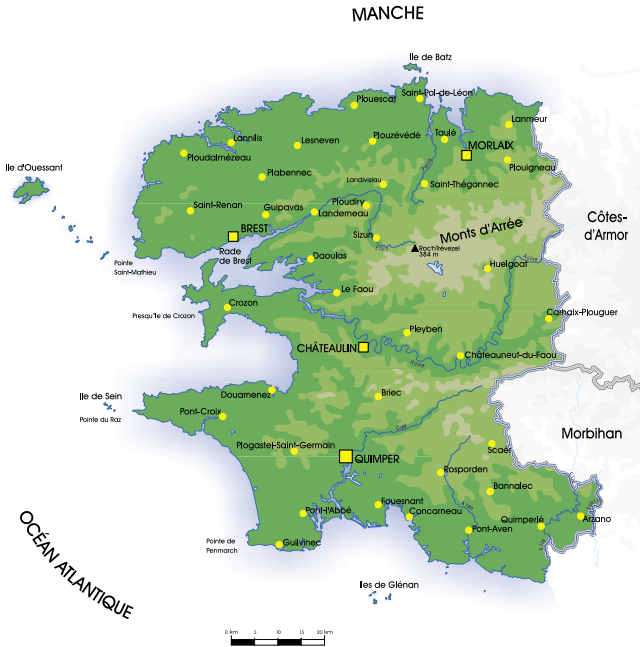 MANCHE
Ile de Batz
Plouescat
Saint-Pol-de-Léon
Lanmeur
Lannilis
Lesneven
Plouzévédé
Taulé
MORLAIX
Ploudalmézeau
Plouigneau
Ile d'Ouessant
Plabennec
Landivisiau
Saint-Thégonnec
Saint-Renan
Guipavas
Ploudiry
Landerneau
Côtes-
d'Armor
BREST
Sizun
Monts d'Arrée
Roch'Trévezel
384 m
Rade
de Brest
Pointe
Saint-Mathieu
Daoulas
Huelgoat
Aulne
Le Faou
Crozon
Presqu'île de Crozon
Carhaix-Plouguer
Pleyben
CHÂTEAULIN
Aulne
Châteauneuf-du-Faou
Ile de Sein
Pointe du Raz
Douarnenez
Briec
Pont-Croix
Odet
Morbihan
Plogastel-Saint-Germain
QUIMPER
Scaër
Rosporden
Bannalec
OCÉAN ATLANTIQUE
Pont-l'Abbé
Fouesnant
Concarneau
Aven
Quimperlé
Arzano
Pont-Aven
Pointe de
Penmarch
Guilvinec
Iles de Glénan
0 km 5 10 15 20 km